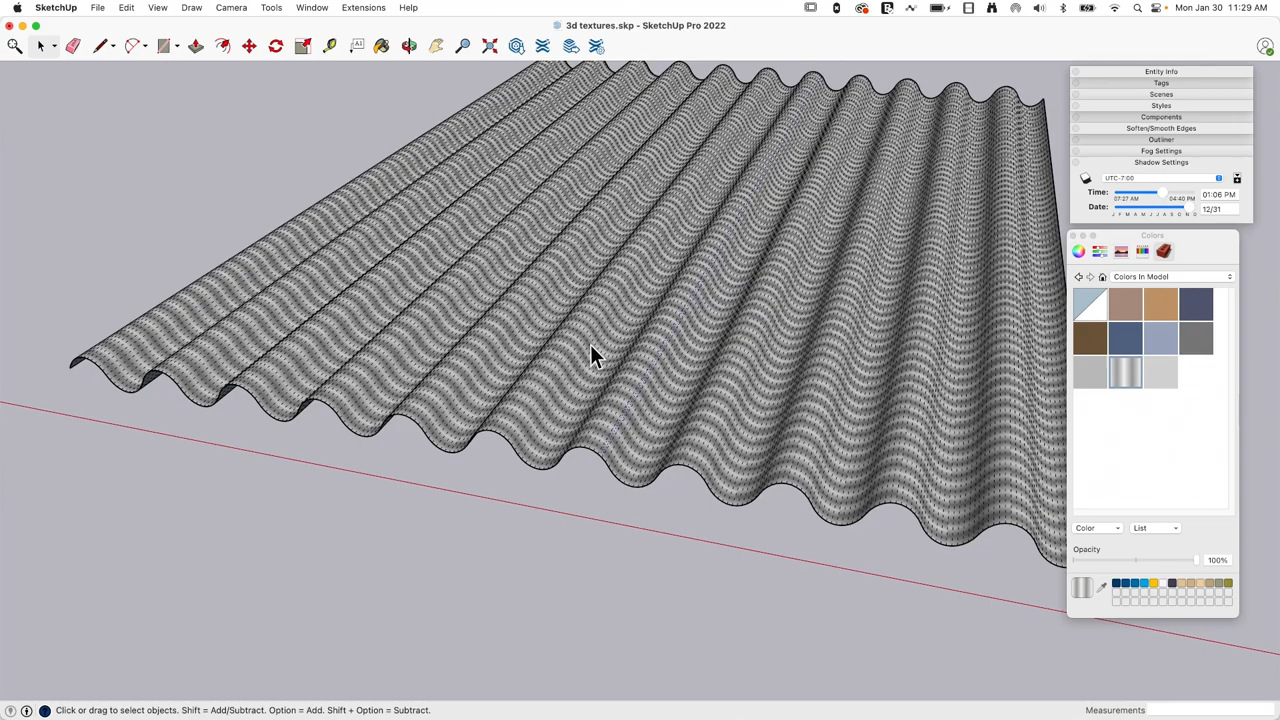 SketchUp File Edit View Draw Camera Tools Window Extensions Help Mon Jan 30 11:29 AM
3d textures.skp - SketchUp Pro 2022
Entity Info
Tags
Scenes
Styles
Components
Soften/Smooth Edges
Outliner
Fog Settings
Shadow Settings
UTC-7:00
Time: 01:06 PM
07:27 AM 04:40 PM
Date: 12/31
J F M A M J J A S O N D
Colors
Colors In Model
Color List
Opacity
100%
Click or drag to select objects. Shift = Add/Subtract. Option = Add. Shift + Option = Subtract. Measurements